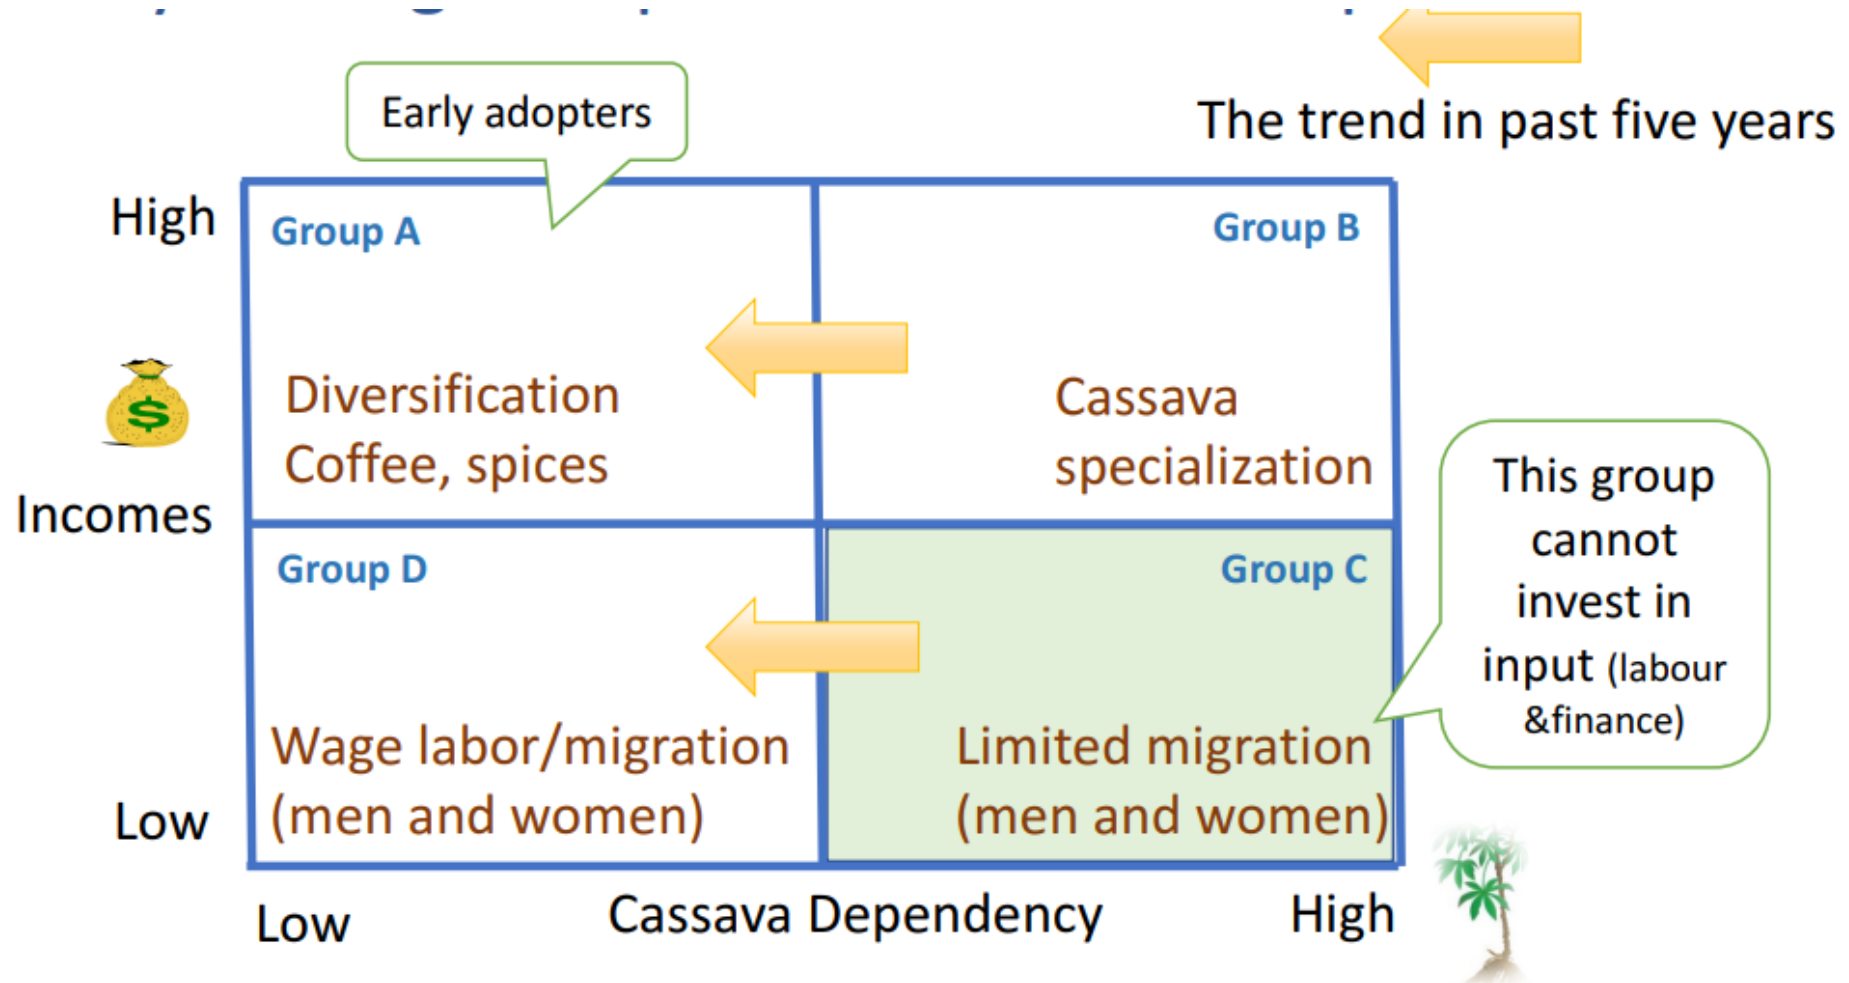 Early adopters
The trend in past five years
High
Group A
Group B
Diversification
Coffee, spices
Cassava
specialization
$
Incomes
This group
cannot
invest in
input (labour
&finance)
Group D
Group C
Wage labor/migration
(men and women)
Limited migration
(men and women)
Low
Low
Cassava Dependency
High